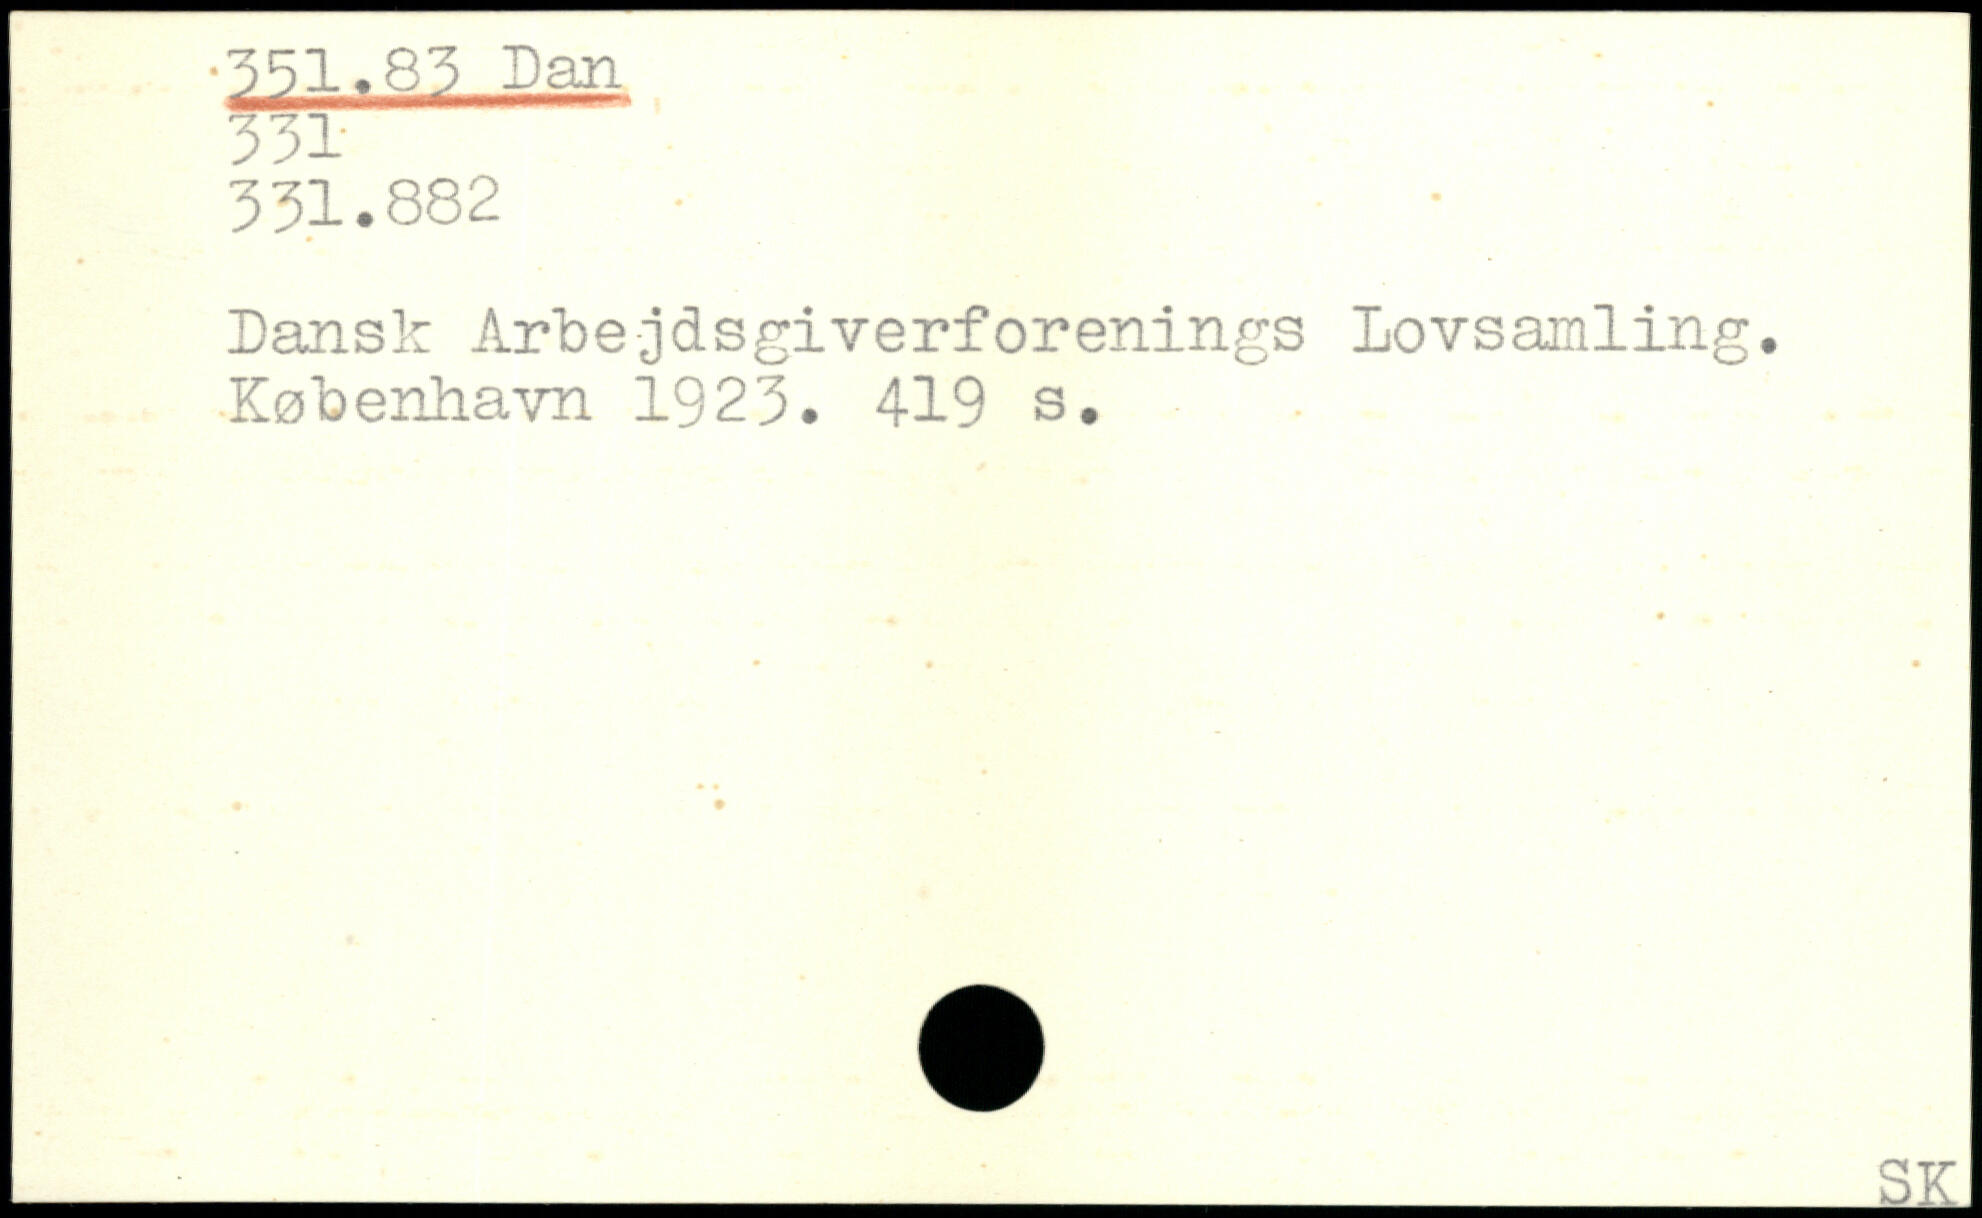 351.83 Dan
331
331.882
Dansk Arbejdsgiverforenings Lovsamling.
København 1923. 419 s.
SK